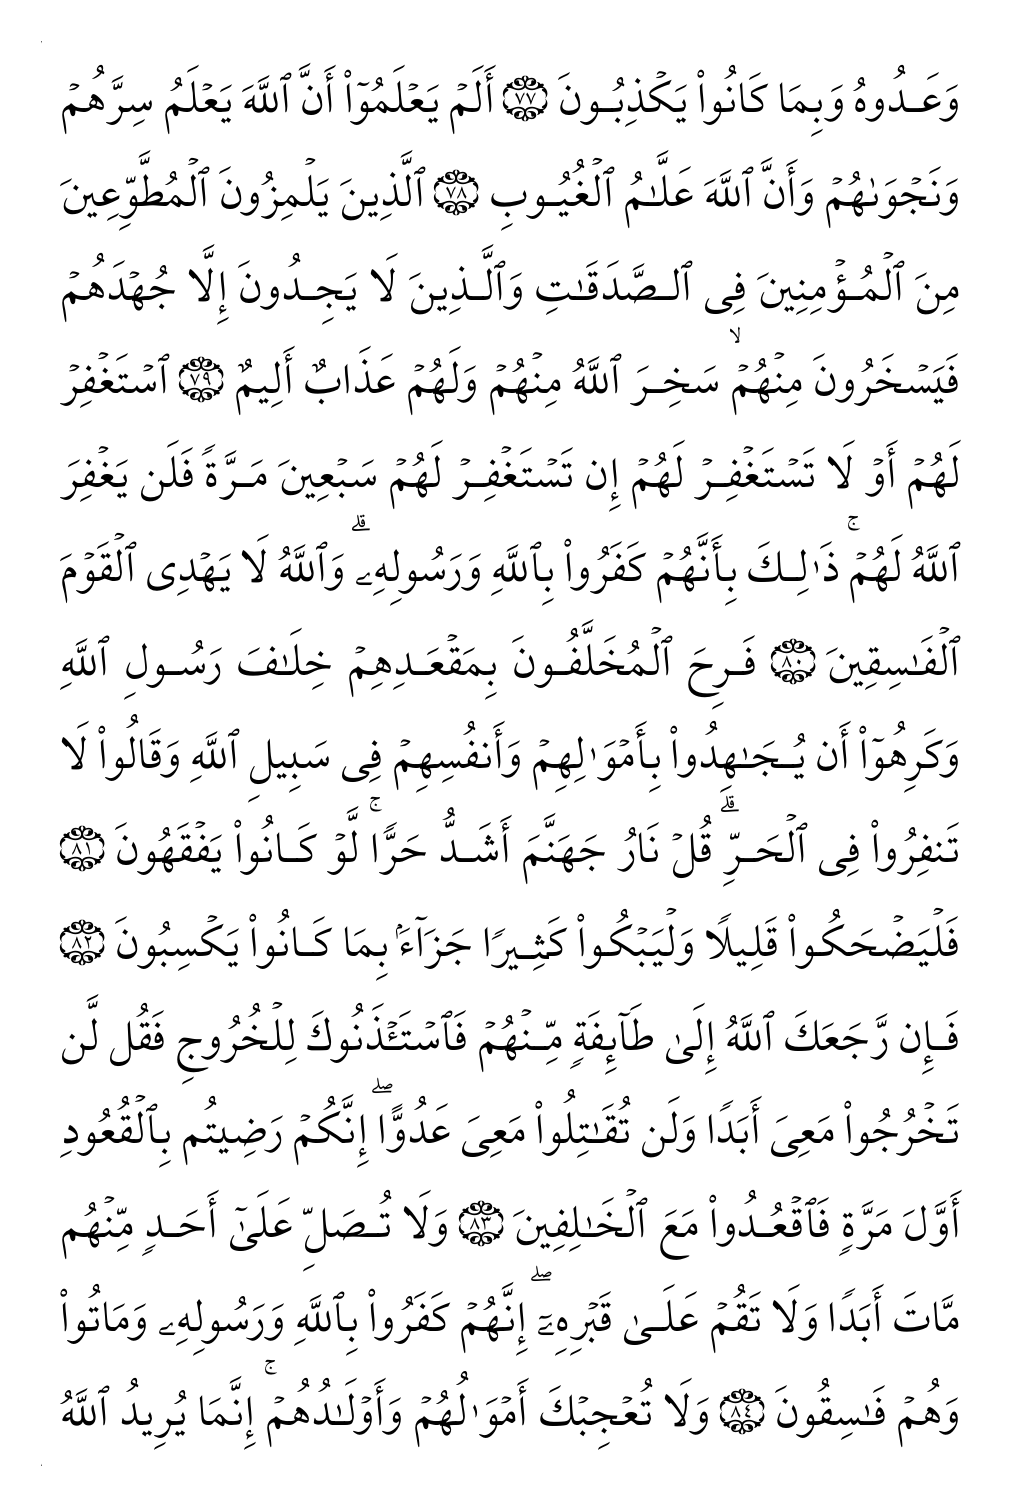 وَعَدُوهُ وَبِمَا كَانُوا۟ يَكْذِبُونَ ٧٧ أَلَمْ يَعْلَمُوٓا۟ أَنَّ ٱللَّهَ يَعْلَمُ سِرَّهُمْ
وَنَجْوَىٰهُمْ وَأَنَّ ٱللَّهَ عَلَّـٰمُ ٱلْغُيُوبِ ٧٨ ٱلَّذِينَ يَلْمِزُونَ ٱلْمُطَّوِّعِينَ
مِنَ ٱلْمُؤْمِنِينَ فِى ٱلصَّدَقَـٰتِ وَٱلَّذِينَ لَا يَجِدُونَ إِلَّا جُهْدَهُمْ
فَيَسْخَرُونَ مِنْهُمْ ۙ سَخِرَ ٱللَّهُ مِنْهُمْ وَلَهُمْ عَذَابٌ أَلِيمٌ ٧٩ ٱسْتَغْفِرْ
لَهُمْ أَوْ لَا تَسْتَغْفِرْ لَهُمْ إِن تَسْتَغْفِرْ لَهُمْ سَبْعِينَ مَرَّةً فَلَن يَغْفِرَ
ٱللَّهُ لَهُمْ ۚ ذَٰلِكَ بِأَنَّهُمْ كَفَرُوا۟ بِٱللَّهِ وَرَسُولِهِۦ ۗ وَٱللَّهُ لَا يَهْدِى ٱلْقَوْمَ
ٱلْفَـٰسِقِينَ ٨٠ فَرِحَ ٱلْمُخَلَّفُونَ بِمَقْعَدِهِمْ خِلَـٰفَ رَسُولِ ٱللَّهِ
وَكَرِهُوٓا۟ أَن يُجَـٰهِدُوا۟ بِأَمْوَٰلِهِمْ وَأَنفُسِهِمْ فِى سَبِيلِ ٱللَّهِ وَقَالُوا۟ لَا
تَنفِرُوا۟ فِى ٱلْحَرِّ ۗ قُلْ نَارُ جَهَنَّمَ أَشَدُّ حَرًّا ۚ لَّوْ كَانُوا۟ يَفْقَهُونَ ٨١
فَلْيَضْحَكُوا۟ قَلِيلًا وَلْيَبْكُوا۟ كَثِيرًا جَزَآءًۢ بِمَا كَانُوا۟ يَكْسِبُونَ ٨٢
فَإِن رَّجَعَكَ ٱللَّهُ إِلَىٰ طَآئِفَةٍ مِّنْهُمْ فَٱسْتَـْٔذَنُوكَ لِلْخُرُوجِ فَقُل لَّن
تَخْرُجُوا۟ مَعِىَ أَبَدًا وَلَن تُقَـٰتِلُوا۟ مَعِىَ عَدُوًّا ۖ إِنَّكُمْ رَضِيتُم بِٱلْقُعُودِ
أَوَّلَ مَرَّةٍ فَٱقْعُدُوا۟ مَعَ ٱلْخَـٰلِفِينَ ٨٣ وَلَا تُصَلِّ عَلَىٰٓ أَحَدٍ مِّنْهُم
مَّاتَ أَبَدًا وَلَا تَقُمْ عَلَىٰ قَبْرِهِۦٓ ۖ إِنَّهُمْ كَفَرُوا۟ بِٱللَّهِ وَرَسُولِهِۦ وَمَاتُوا۟
وَهُمْ فَـٰسِقُونَ ٨٤ وَلَا تُعْجِبْكَ أَمْوَٰلُهُمْ وَأَوْلَـٰدُهُمْ ۚ إِنَّمَا يُرِيدُ ٱللَّهُ